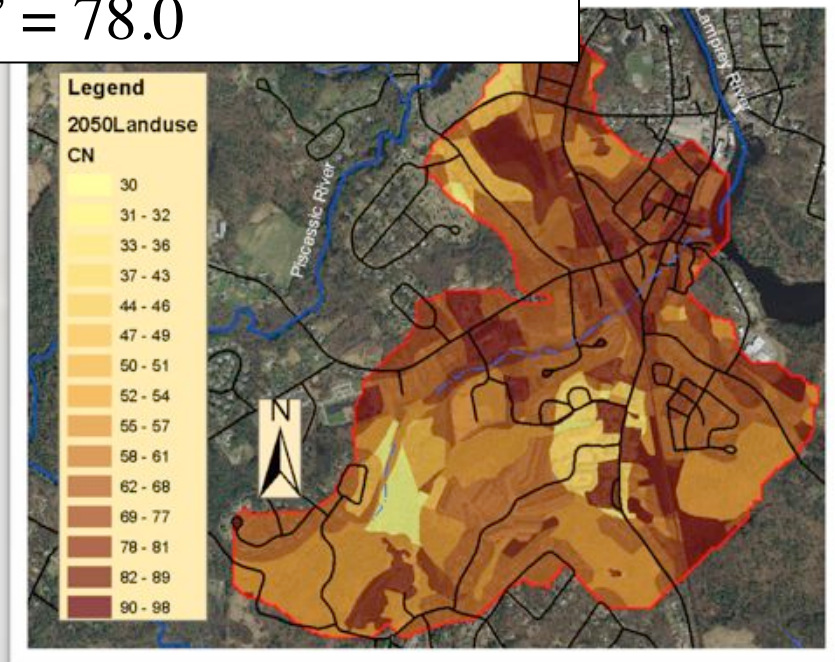 = 78.0
Legend
2050Landuse
CN
30
31 - 32
33 - 36
37 - 43
44 - 46
47 - 49
50 - 51
52 - 54
55 - 57
58 - 61
62 - 68
69 - 77
78 - 81
82 - 89
90 - 98
Piscassic River
Lamprey River
N